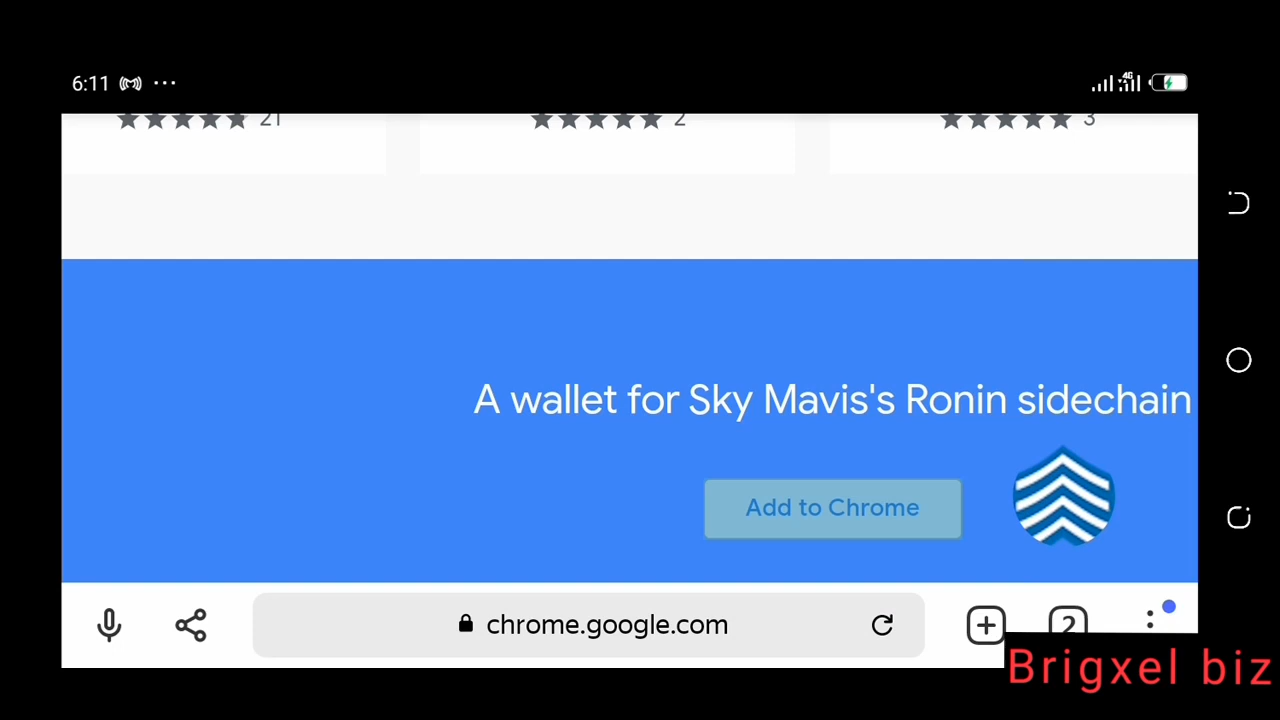 6:11
4G
21
2
3
A wallet for Sky Mavis's Ronin sidechain
Add to Chrome
chrome.google.com
2
Brigxel biz